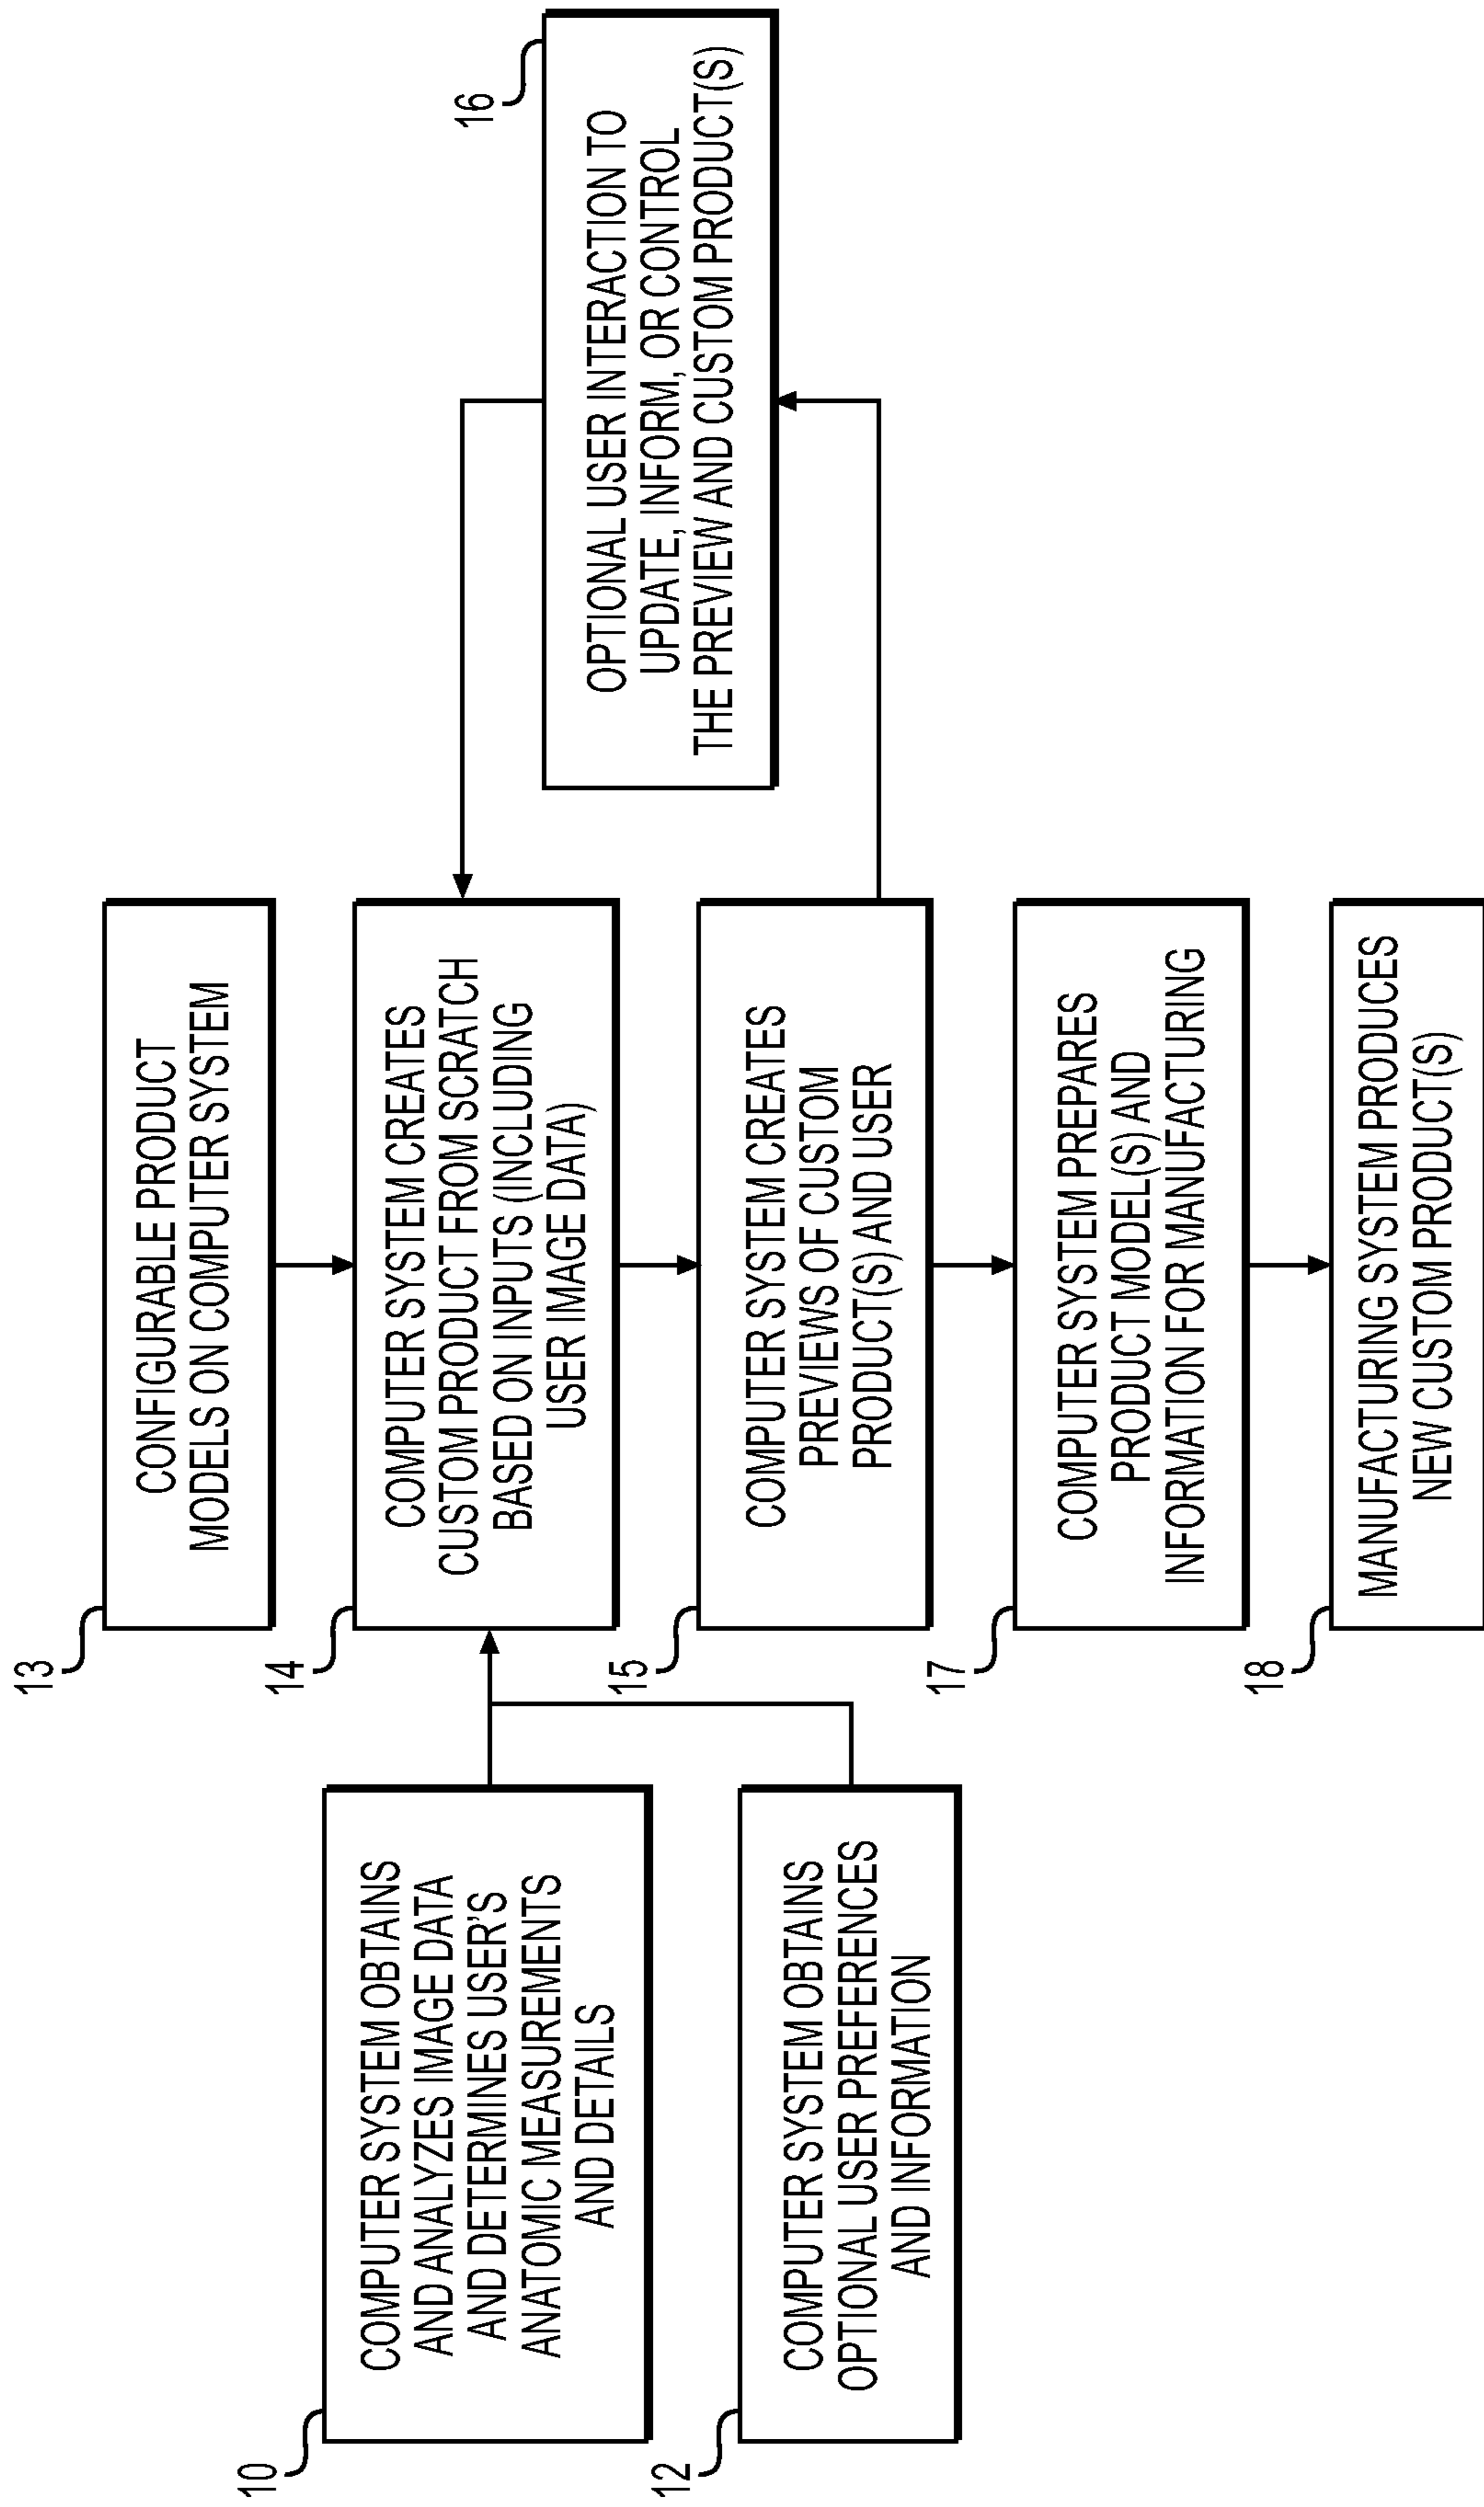 13
CONFIGURABLE PRODUCT
MODELS ON COMPUTER SYSTEM
10
COMPUTER SYSTEM OBTAINS
AND ANALYZES IMAGE DATA
AND DETERMINES USER'S
ANATOMIC MEASUREMENTS
AND DETAILS
14
COMPUTER SYSTEM CREATES
CUSTOM PRODUCT FROM SCRATCH
BASED ON INPUTS (INCLUDING
USER IMAGE DATA)
16
OPTIONAL USER INTERACTION TO
UPDATE, INFORM, OR CONTROL
THE PREVIEW AND CUSTOM PRODUCT(S)
12
COMPUTER SYSTEM OBTAINS
OPTIONAL USER PREFERENCES
AND INFORMATION
15
COMPUTER SYSTEM CREATES
PREVIEWS OF CUSTOM
PRODUCT(S) AND USER
17
COMPUTER SYSTEM PREPARES
PRODUCT MODEL(S) AND
INFORMATION FOR MANUFACTURING
18
MANUFACTURING SYSTEM PRODUCES
NEW CUSTOM PRODUCT(S)